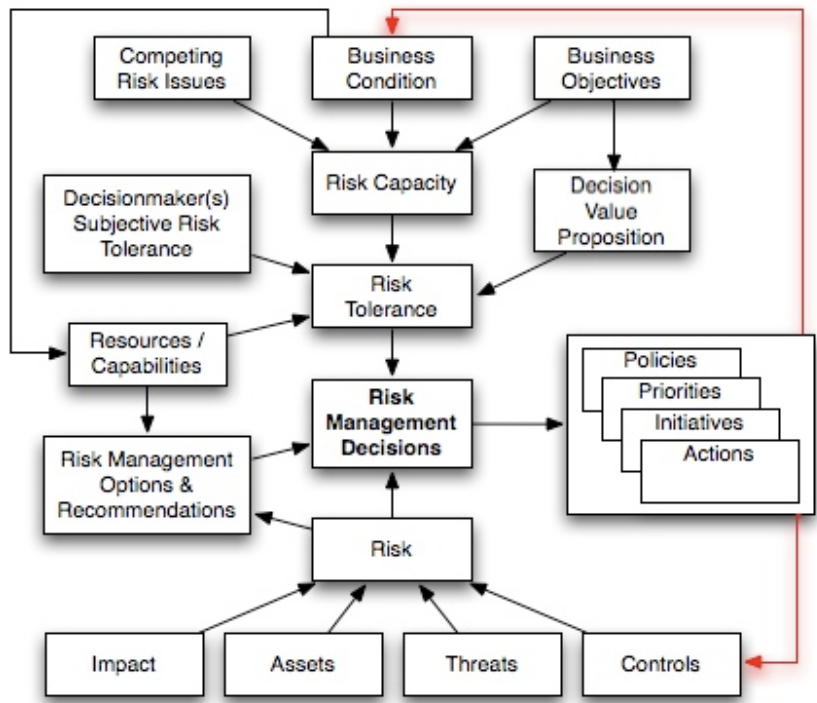 Competing
Risk Issues
Business
Condition
Business
Objectives
Risk Capacity
Decisionmaker(s)
Subjective Risk
Tolerance
Decision
Value
Proposition
Risk
Tolerance
Resources /
Capabilities
Policies
Priorities
Initiatives
Actions
Risk
Management
Decisions
Risk Management
Options &
Recommendations
Risk
Impact
Assets
Threats
Controls